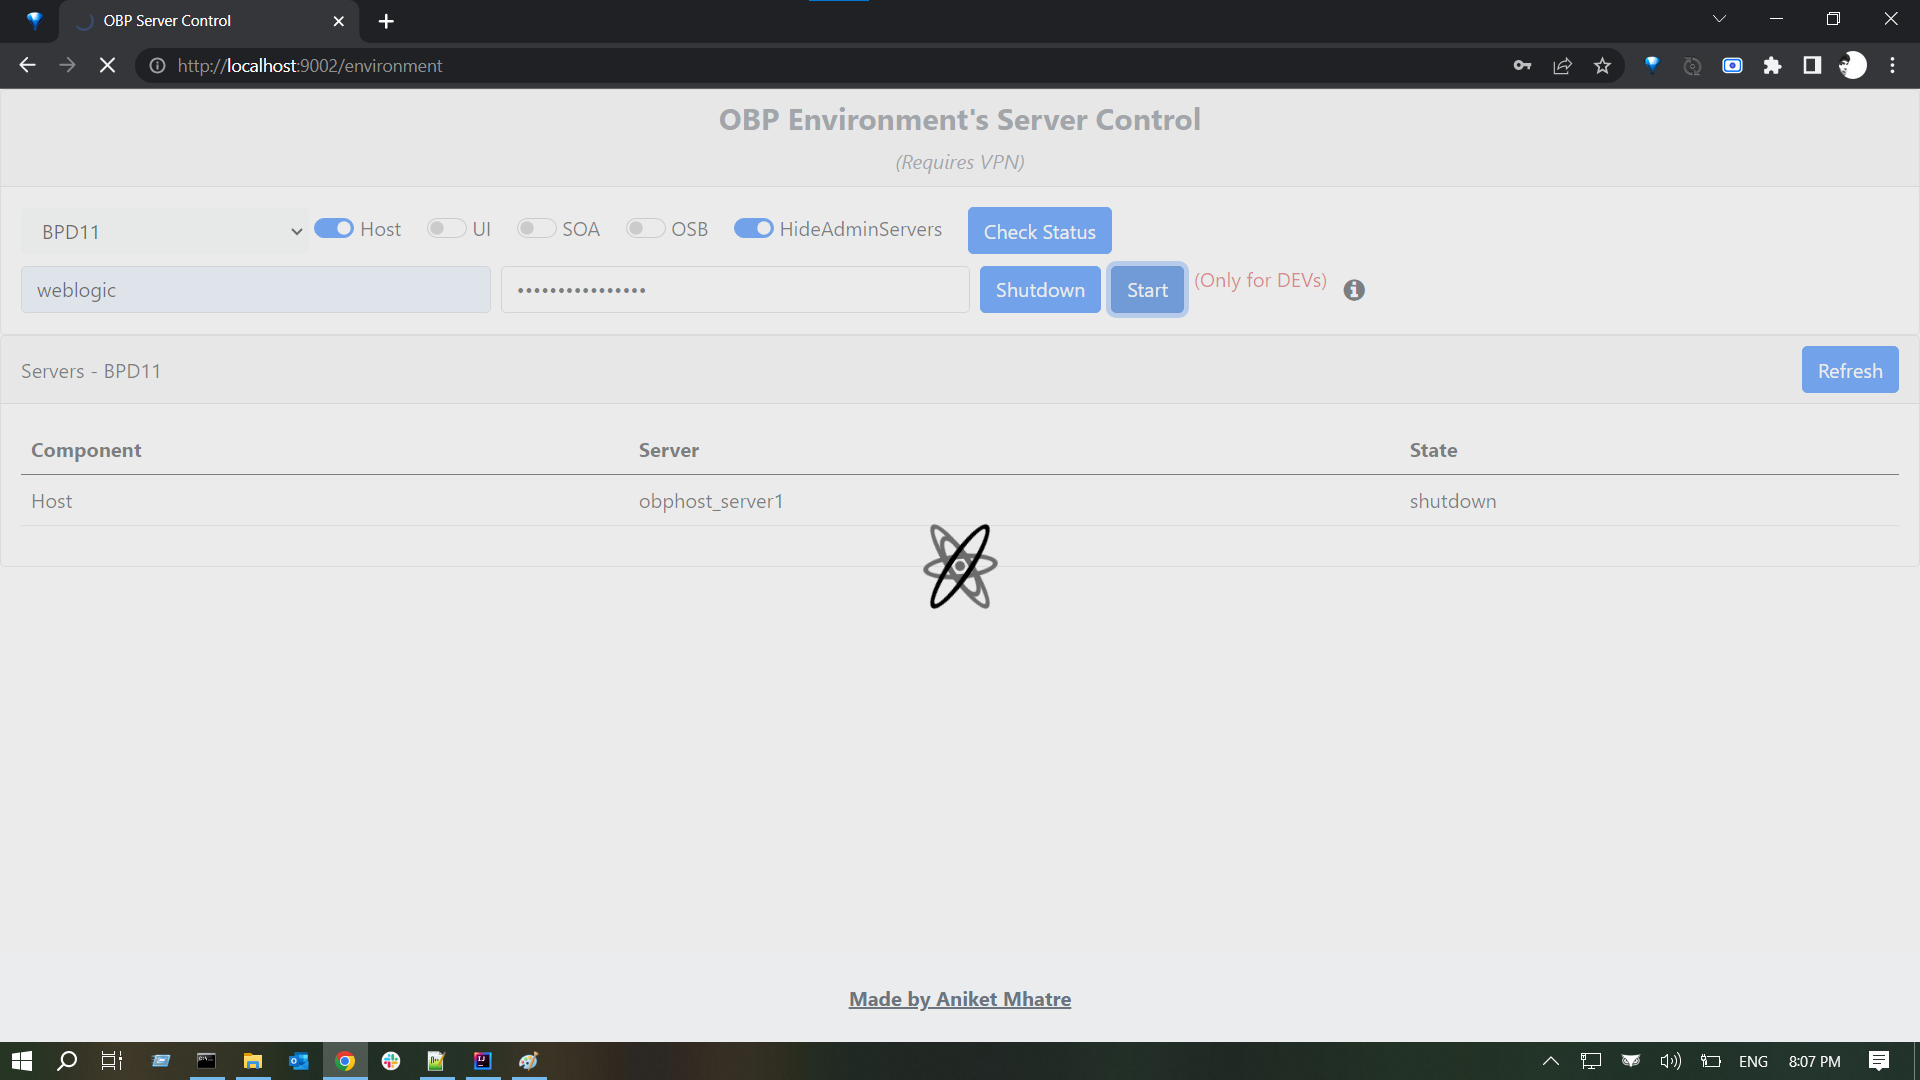 OBP Server Control
http://localhost:9002/environment
OBP Environment's Server Control
(Requires VPN)
BPD11 Host UI SOA OSB HideAdminServers Check Status
weblogic •••••••••••••••• Shutdown Start (Only for DEVs)
Servers - BPD11 Refresh
Component Server State
Host obphost_server1 shutdown
Made by Aniket Mhatre
ENG 8:07 PM